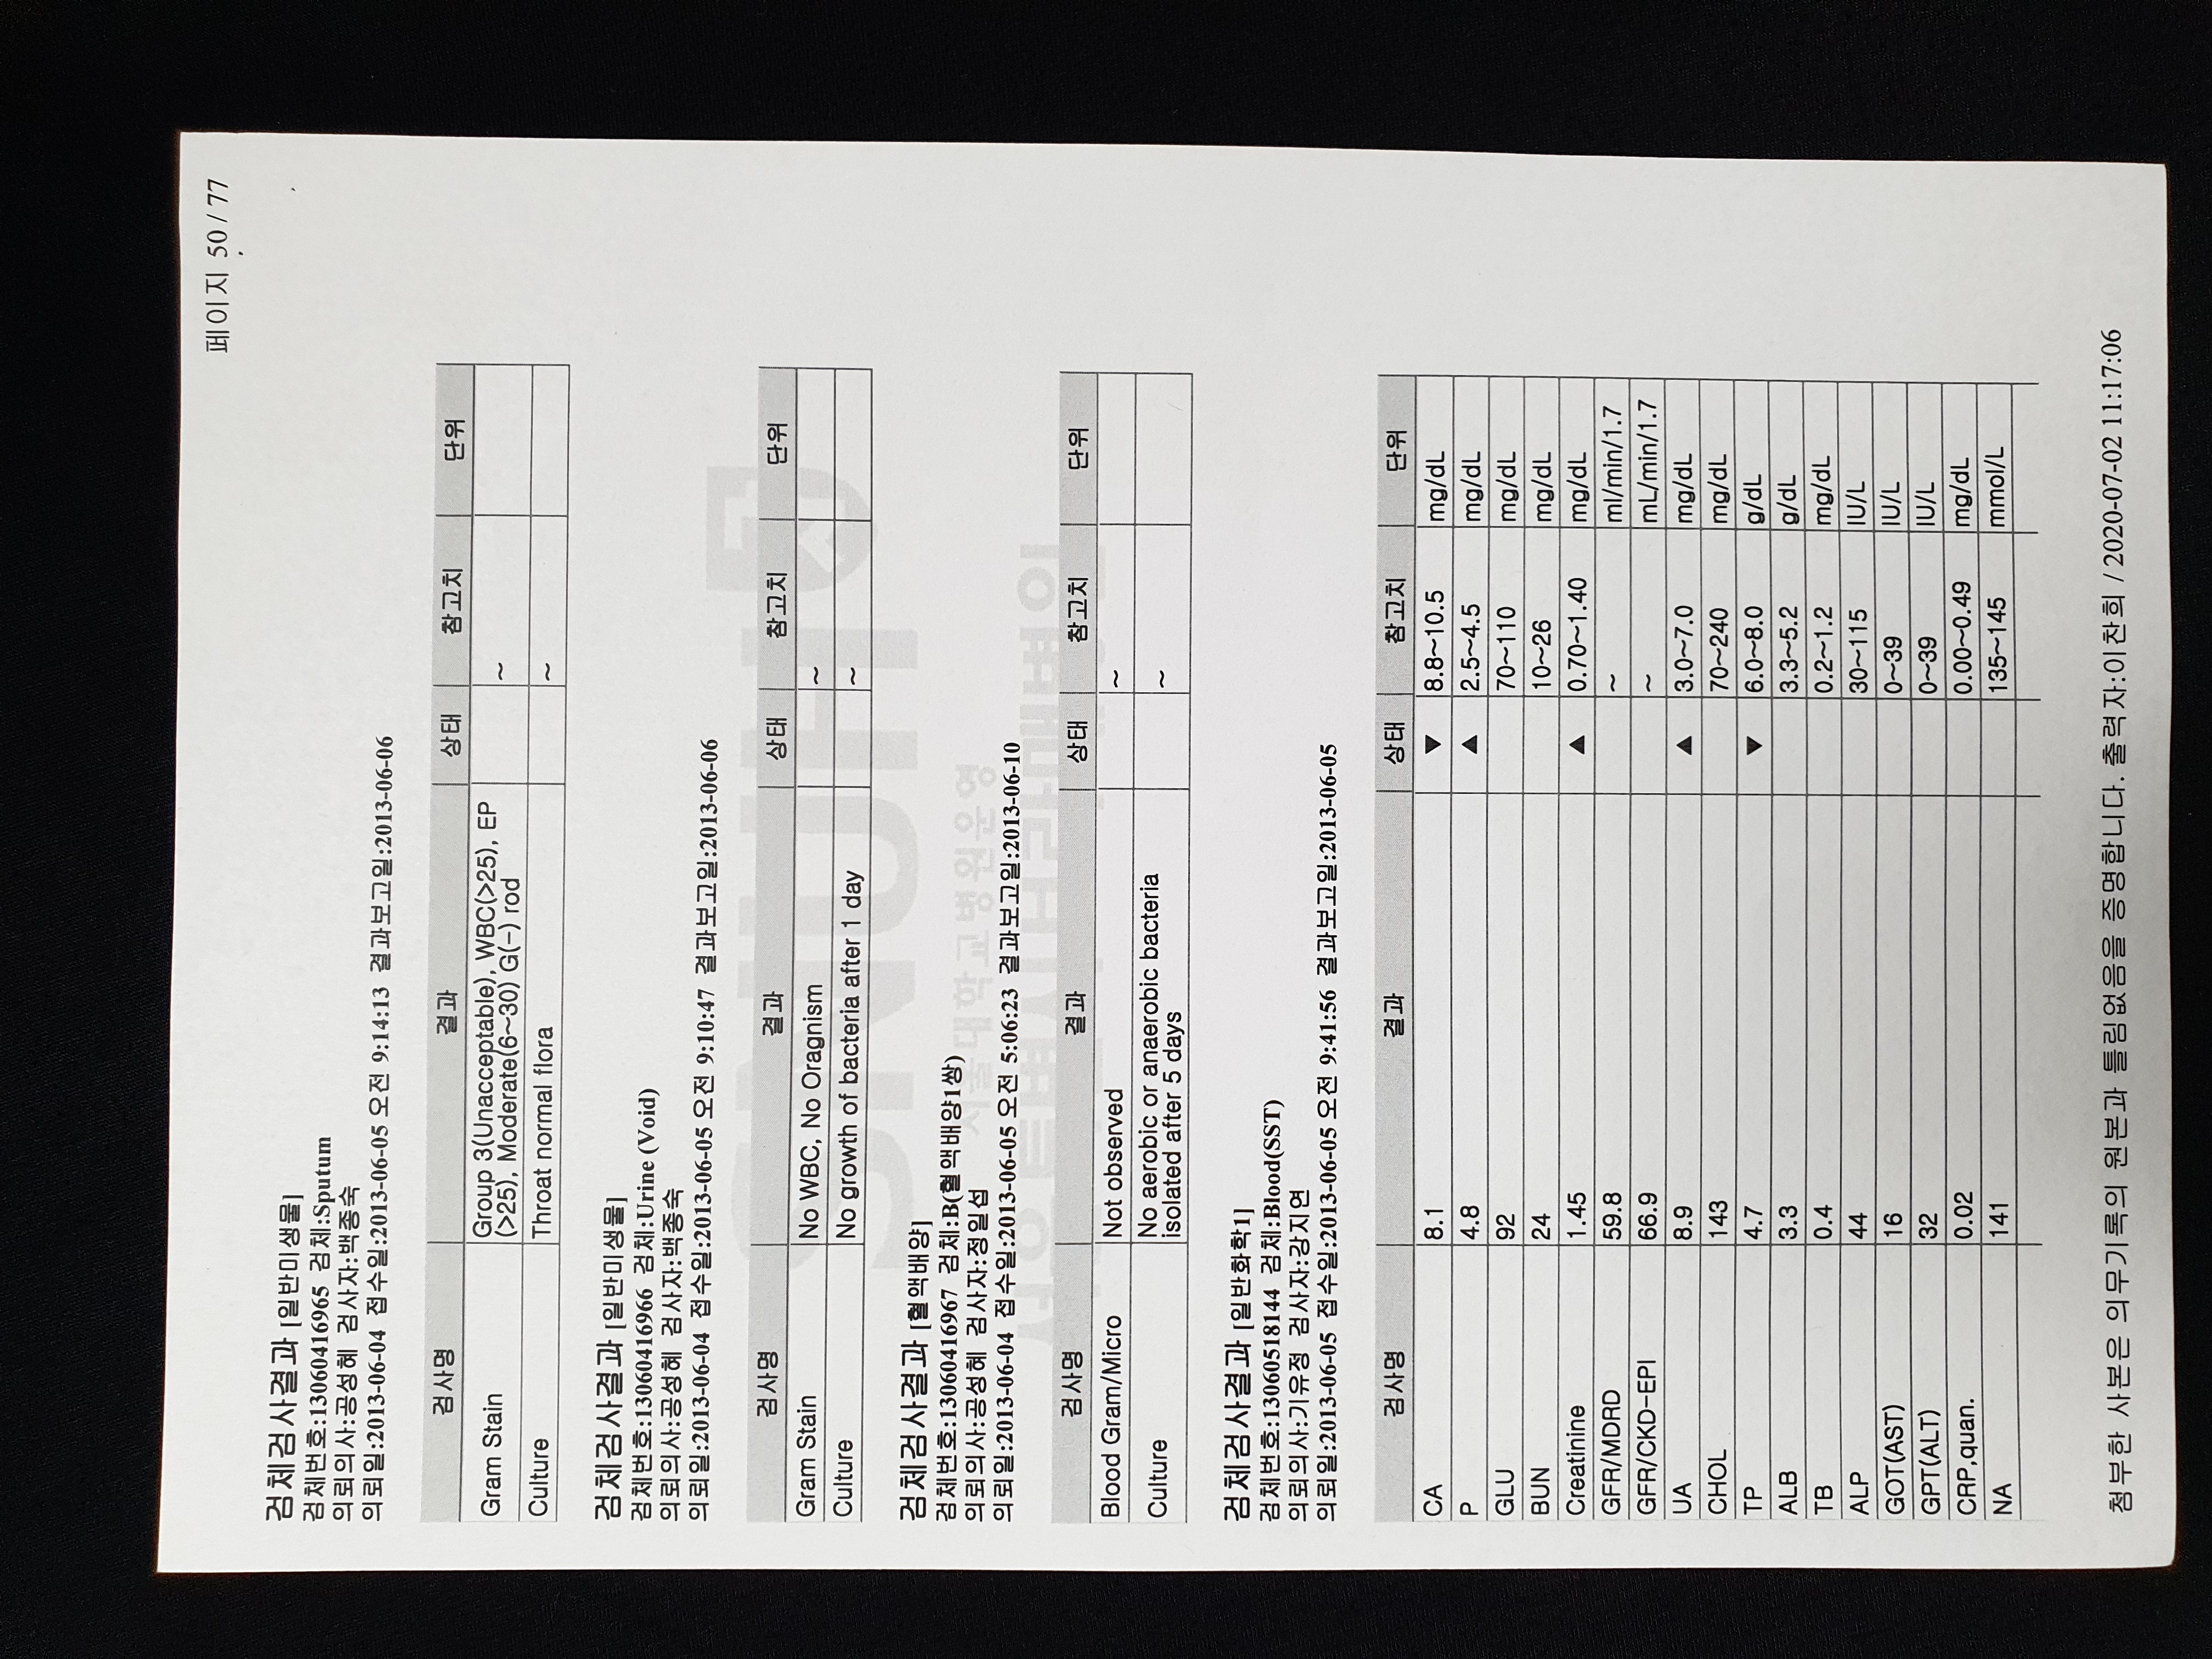 페이지 50 / 77
검체검사결과 [일반미생물]
검체번호:13060416965 검체:Sputum
의뢰의사:공성혜 검사자:백종숙
의뢰일:2013-06-04 접수일:2013-06-05 오전 9:14:13 결과보고일:2013-06-06
검사명 결과 상태 참고치 단위
Gram Stain Group 3(Unacceptable), WBC(>25), EP
(>25), Moderate(6~30) G(-) rod ~
Culture Throat normal flora ~
검체검사결과 [일반미생물]
검체번호:13060416966 검체:Urine (Void)
의뢰의사:공성혜 검사자:백종숙
의뢰일:2013-06-04 접수일:2013-06-05 오전 9:10:47 결과보고일:2013-06-06
SNUH
검사명 결과 상태 참고치 단위
Gram Stain No WBC, No Oragnism ~
Culture No growth of bacteria after 1 day ~
검체검사결과 [혈액배양]
검체번호:13060416967 검체:B(혈액배양1쌍)
서울대학교병원운영
의뢰의사:공성혜 검사자:정일섭
의뢰일:2013-06-04 접수일:2013-06-05 오전 5:06:23 결과보고일:2013-06-10
서울특별시보라매병원
검사명 결과 상태 참고치 단위
Blood Gram/Micro Not observed ~
Culture No aerobic or anaerobic bacteria
isolated after 5 days ~
검체검사결과 [일반화학1]
검체번호:13060518144 검체:Blood(SST)
의뢰의사:기유정 검사자:강지연
의뢰일:2013-06-05 접수일:2013-06-05 오전 9:41:56 결과보고일:2013-06-05
검사명 결과 상태 참고치 단위
CA 8.1 ▼ 8.8~10.5 mg/dL
P 4.8 ▲ 2.5~4.5 mg/dL
GLU 92 70~110 mg/dL
BUN 24 10~26 mg/dL
Creatinine 1.45 ▲ 0.70~1.40 mg/dL
GFR/MDRD 59.8 ~ ml/min/1.7
GFR/CKD-EPI 66.9 ~ mL/min/1.7
UA 8.9 ▲ 3.0~7.0 mg/dL
CHOL 143 70~240 mg/dL
TP 4.7 ▼ 6.0~8.0 g/dL
ALB 3.3 3.3~5.2 g/dL
TB 0.4 0.2~1.2 mg/dL
ALP 44 30~115 IU/L
GOT(AST) 16 0~39 IU/L
GPT(ALT) 32 0~39 IU/L
CRP,quan. 0.02 0.00~0.49 mg/dL
NA 141 135~145 mmol/L
첨부한 사본은 의무기록의 원본과 틀림없음을 증명합니다. 출력자:이찬희 / 2020-07-02 11:17:06